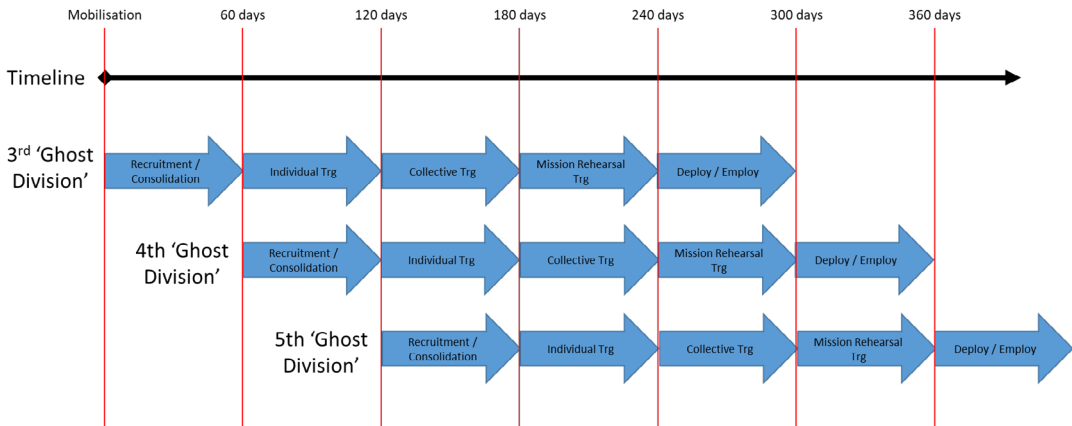 Mobilisation 60 days 120 days 180 days 240 days 300 days 360 days
Timeline
3rd ‘Ghost
Division’
Recruitment /
Consolidation
Individual Trg
Collective Trg
Mission Rehearsal
Trg
Deploy / Employ
4th ‘Ghost
Division’
Recruitment /
Consolidation
Individual Trg
Collective Trg
Mission Rehearsal
Trg
Deploy / Employ
5th ‘Ghost
Division’
Recruitment /
Consolidation
Individual Trg
Collective Trg
Mission Rehearsal
Trg
Deploy / Employ